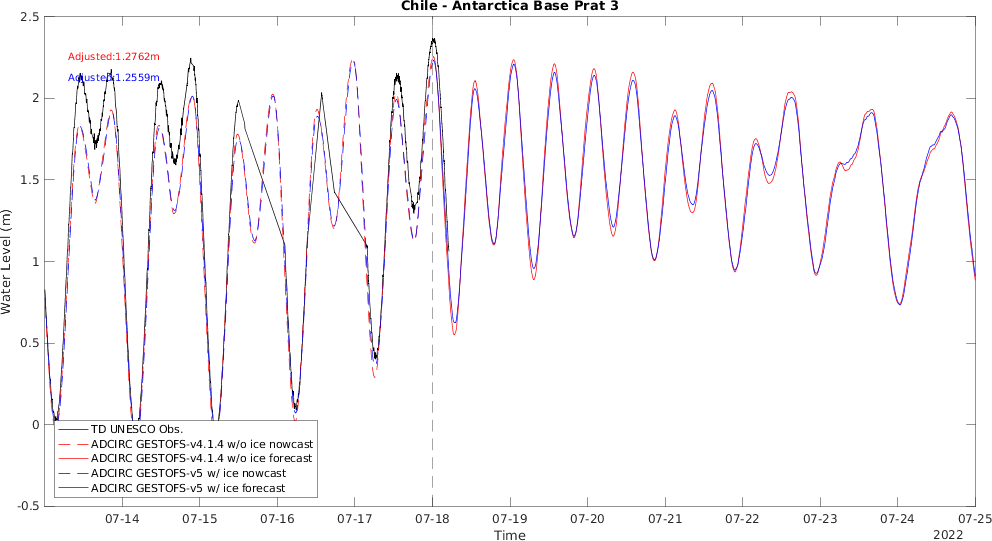 Chile - Antarctica Base Prat 3
2.5
2
1.5
1
0.5
0
-0.5
Water Level (m)
Adjusted:1.2762m
Adjusted:1.2559m
TD UNESCO Obs.
ADCIRC GESTOFS-v4.1.4 w/o ice nowcast
ADCIRC GESTOFS-v4.1.4 w/o ice forecast
ADCIRC GESTOFS-v5 w/ ice nowcast
ADCIRC GESTOFS-v5 w/ ice forecast
07-14 07-15 07-16 07-17 07-18 07-19 07-20 07-21 07-22 07-23 07-24 07-25
Time
2022